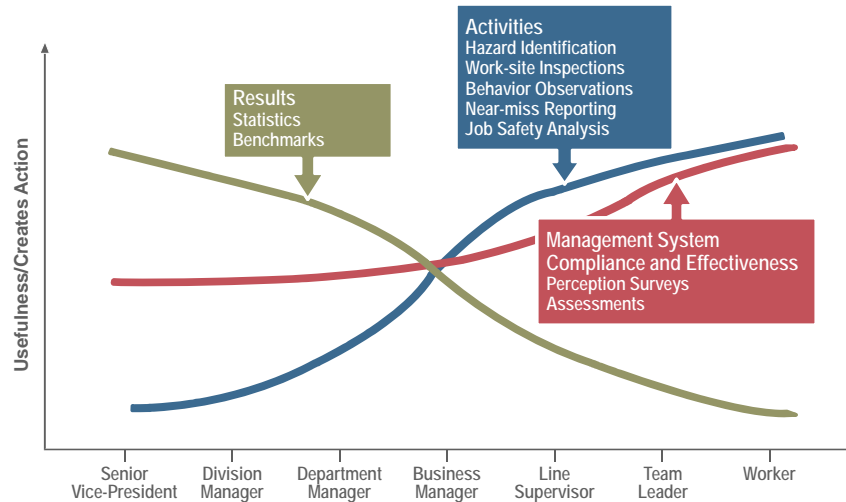 Activities
Hazard Identification
Work-site Inspections
Behavior Observations
Near-miss Reporting
Job Safety Analysis
Results
Statistics
Benchmarks
Management System
Compliance and Effectiveness
Perception Surveys
Assessments
Usefulness/Creates Action
Senior
Vice-President
Division
Manager
Department
Manager
Business
Manager
Line
Supervisor
Team
Leader
Worker